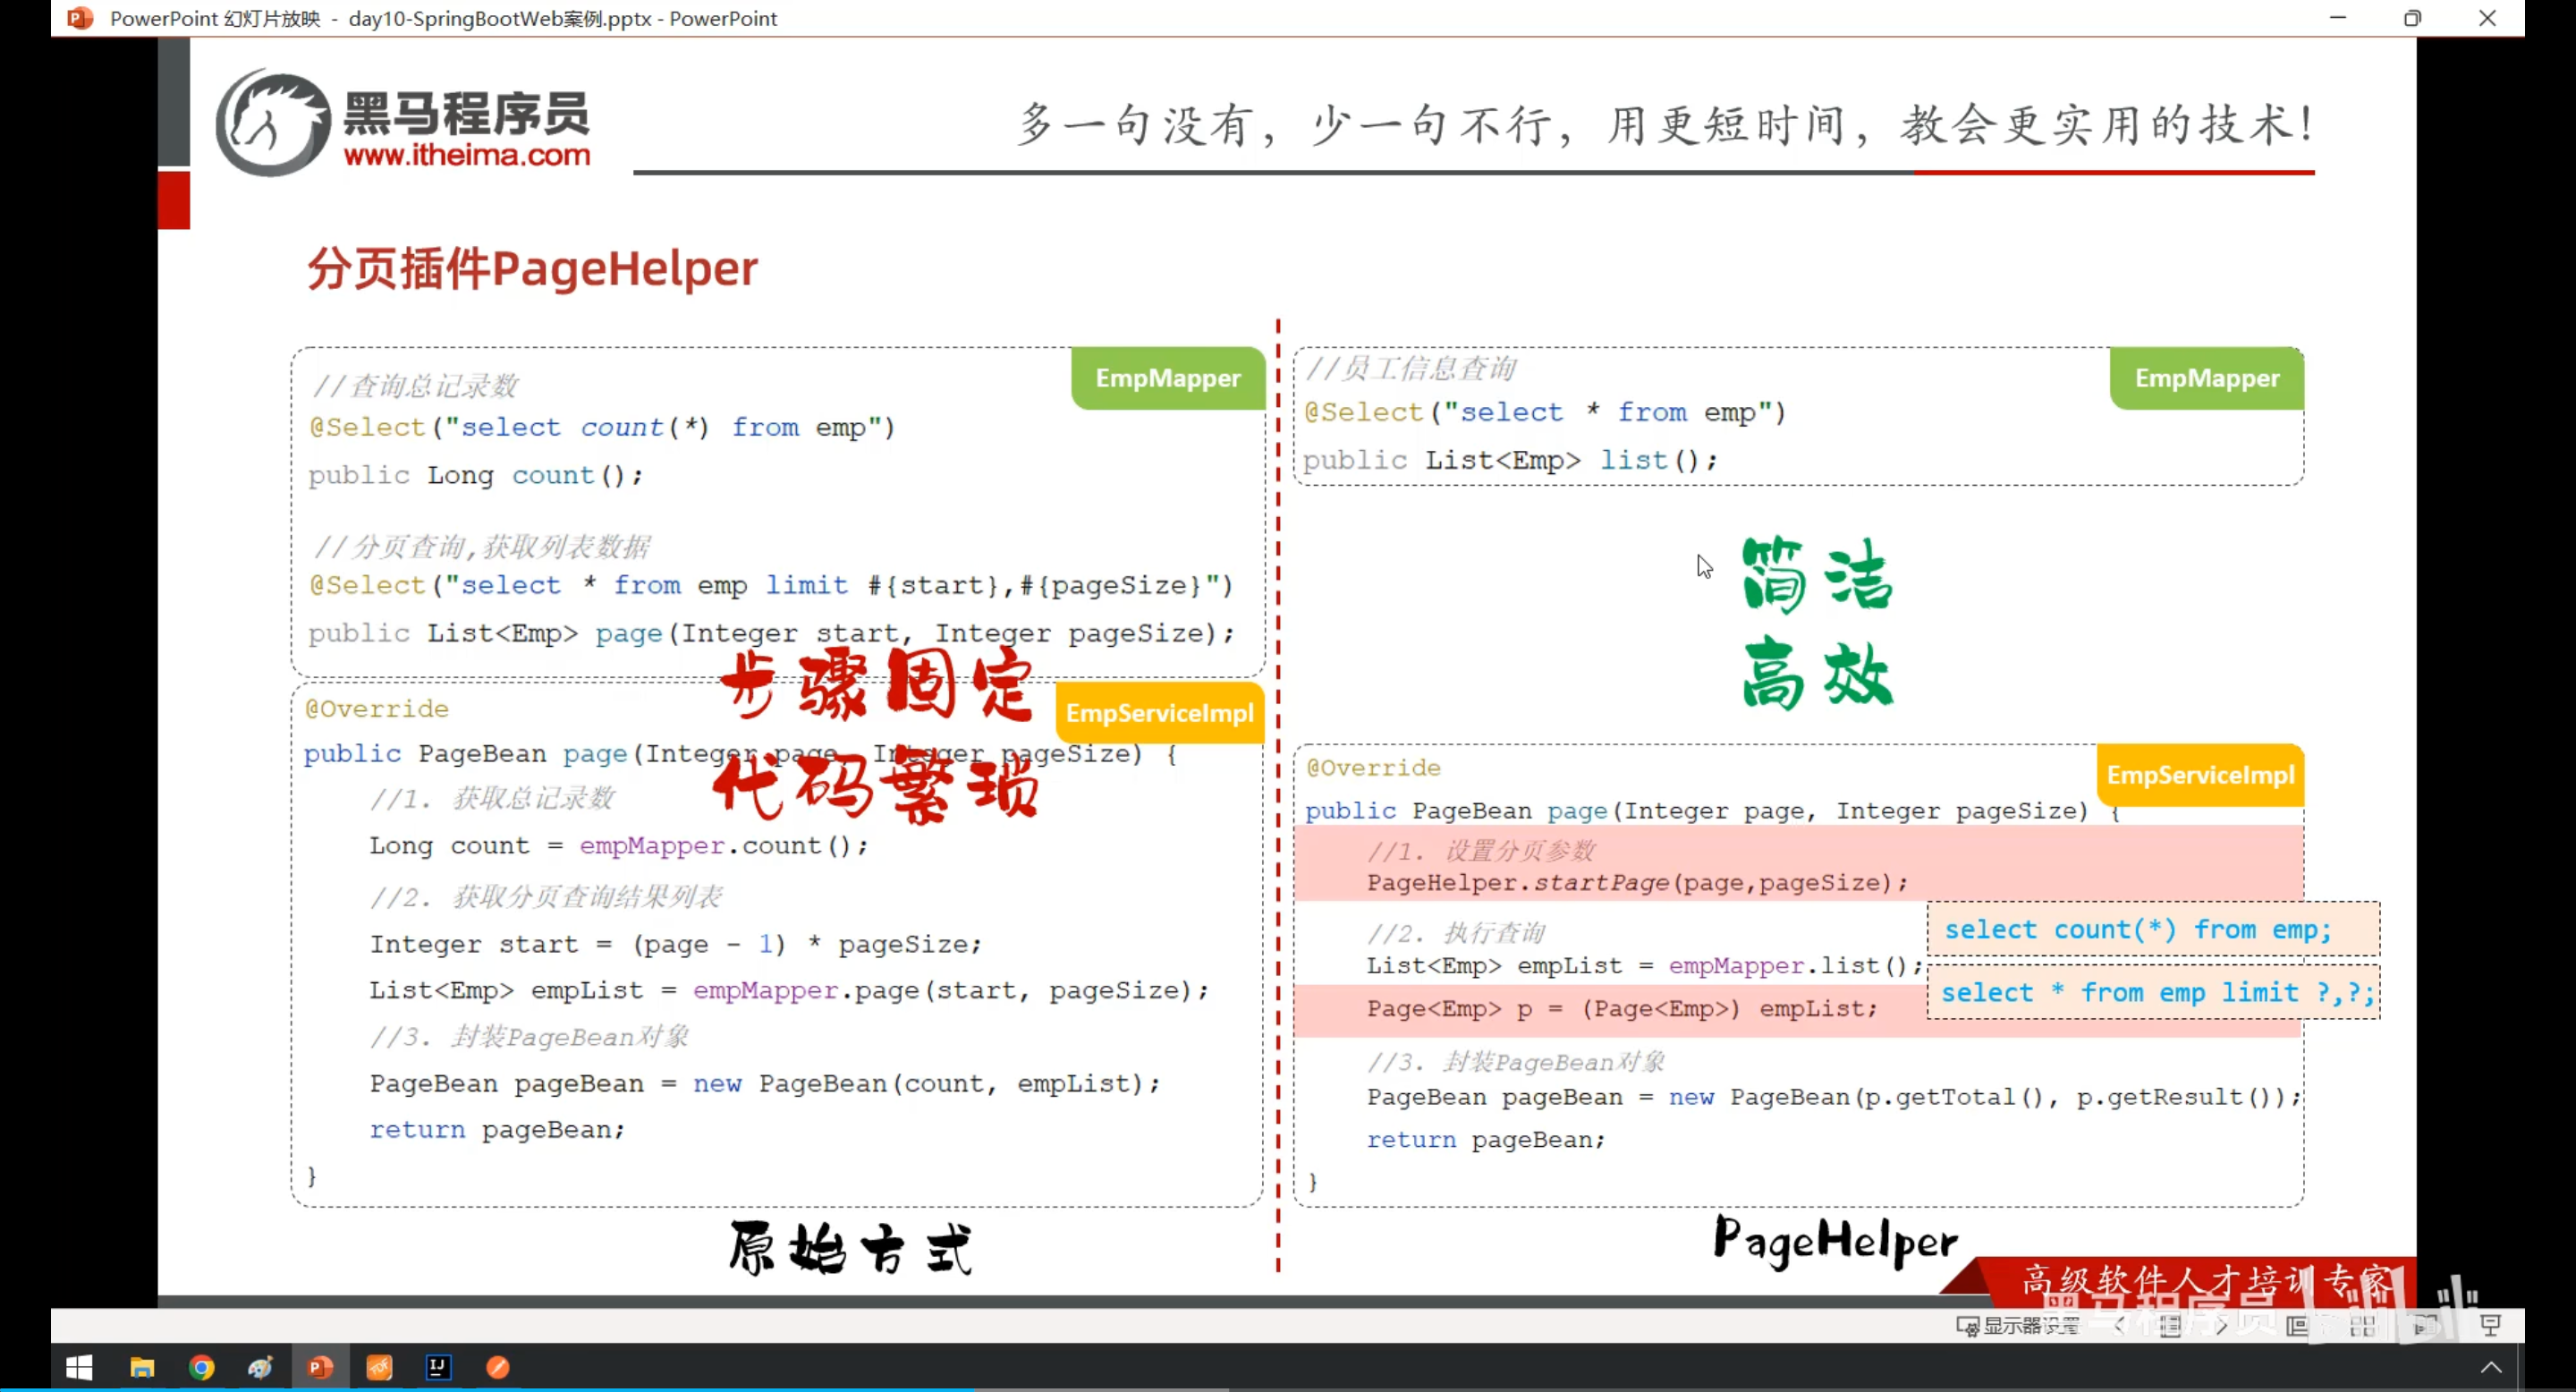 PowerPoint 幻灯片放映 - day10-SpringBootWeb案例.pptx - PowerPoint
黑马程序员
www.itheima.com
多一句没有，少一句不行，用更短时间，教会更实用的技术!
分页插件PageHelper
EmpMapper
//查询总记录数
@Select("select count(*) from emp")
public Long count();
//分页查询,获取列表数据
@Select("select * from emp limit #{start},#{pageSize}")
public List<Emp> page(Integer start, Integer pageSize);
步骤固定
代码繁琐
EmpServiceImpl
@Override
public PageBean page(Integer page, Integer pageSize) {
//1. 获取总记录数
Long count = empMapper.count();
//2. 获取分页查询结果列表
Integer start = (page - 1) * pageSize;
List<Emp> empList = empMapper.page(start, pageSize);
//3. 封装PageBean对象
PageBean pageBean = new PageBean(count, empList);
return pageBean;
}
原始方式
EmpMapper
//员工信息查询
@Select("select * from emp")
public List<Emp> list();
简洁
高效
EmpServiceImpl
@Override
public PageBean page(Integer page, Integer pageSize) {
//1. 设置分页参数
PageHelper.startPage(page,pageSize);
//2. 执行查询
List<Emp> empList = empMapper.list();
select count(*) from emp;
Page<Emp> p = (Page<Emp>) empList;
select * from emp limit ?,?;
//3. 封装PageBean对象
PageBean pageBean = new PageBean(p.getTotal(), p.getResult());
return pageBean;
}
PageHelper
高级软件人才培训专家
黑马程序员
显示器设置